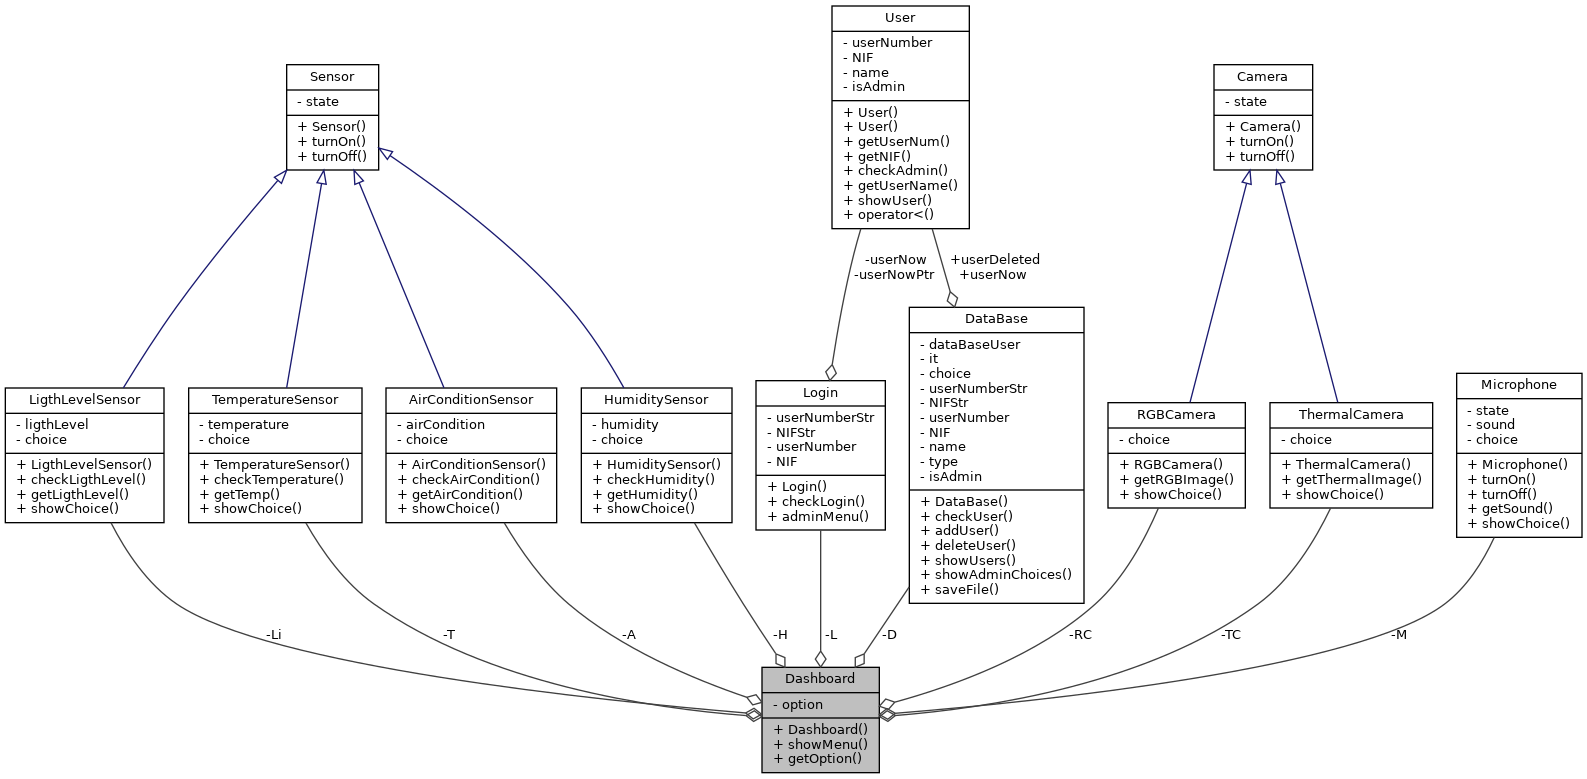 User
- userNumber
- NIF
- name
- isAdmin
+ User()
+ User()
+ getUserNum()
+ getNIF()
+ checkAdmin()
+ getUserName()
+ showUser()
+ operator<()
Sensor
- state
+ Sensor()
+ turnOn()
+ turnOff()
Camera
- state
+ Camera()
+ turnOn()
+ turnOff()
-userNow
-userNowPtr
+userDeleted
+userNow
LigthLevelSensor
- ligthLevel
- choice
+ LigthLevelSensor()
+ checkLigthLevel()
+ getLigthLevel()
+ showChoice()
TemperatureSensor
- temperature
- choice
+ TemperatureSensor()
+ checkTemperature()
+ getTemp()
+ showChoice()
AirConditionSensor
- airCondition
- choice
+ AirConditionSensor()
+ checkAirCondition()
+ getAirCondition()
+ showChoice()
HumiditySensor
- humidity
- choice
+ HumiditySensor()
+ checkHumidity()
+ getHumidity()
+ showChoice()
Login
- userNumberStr
- NIFStr
- userNumber
- NIF
+ Login()
+ checkLogin()
+ adminMenu()
DataBase
- dataBaseUser
- it
- choice
- userNumberStr
- NIFStr
- userNumber
- NIF
- name
- type
- isAdmin
+ DataBase()
+ checkUser()
+ addUser()
+ deleteUser()
+ showUsers()
+ showAdminChoices()
+ saveFile()
RGBCamera
- choice
+ RGBCamera()
+ getRGBImage()
+ showChoice()
ThermalCamera
- choice
+ ThermalCamera()
+ getThermalImage()
+ showChoice()
Microphone
- state
- sound
- choice
+ Microphone()
+ turnOn()
+ turnOff()
+ getSound()
+ showChoice()
-Li
-T
-A
-H
-L
-D
-RC
-TC
-M
Dashboard
- option
+ Dashboard()
+ showMenu()
+ getOption()